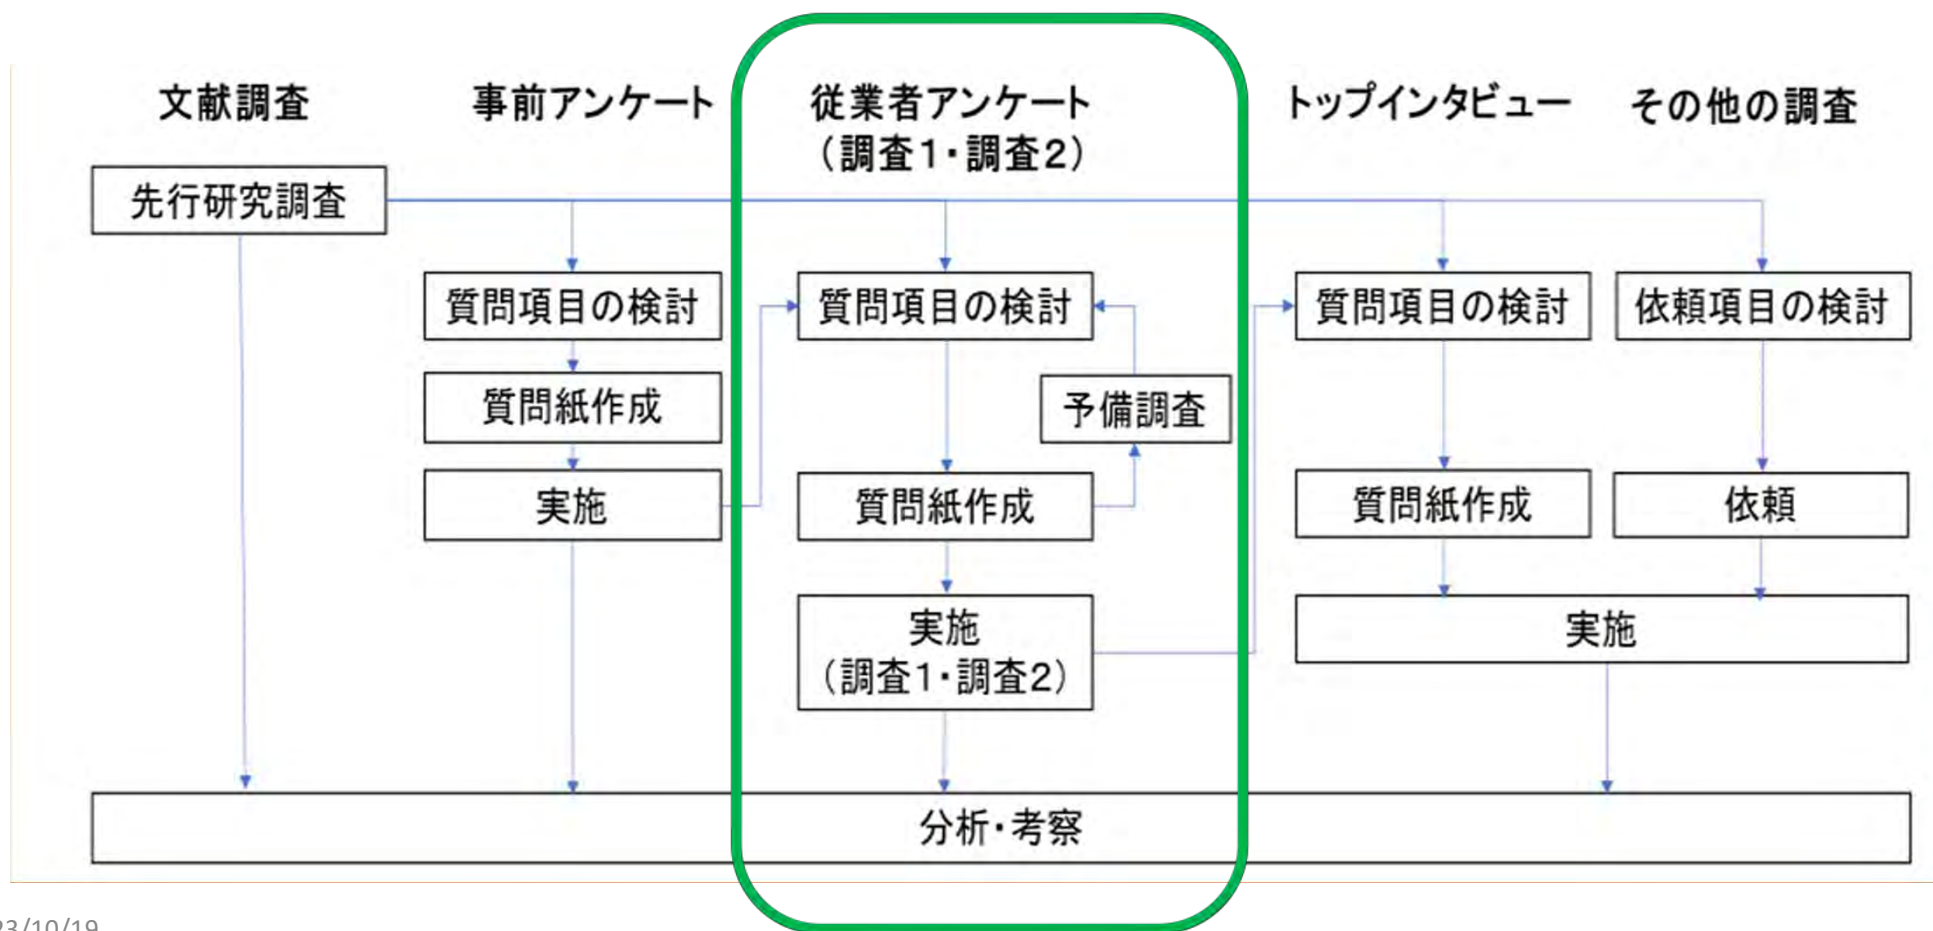 文献調査
事前アンケート
従業者アンケート
（調査1・調査2）
トップインタビュー
その他の調査
先行研究調査
質問項目の検討
質問項目の検討
質問項目の検討
依頼項目の検討
質問紙作成
予備調査
実施
質問紙作成
質問紙作成
依頼
実施
（調査1・調査2）
実施
分析・考察
23/10/19